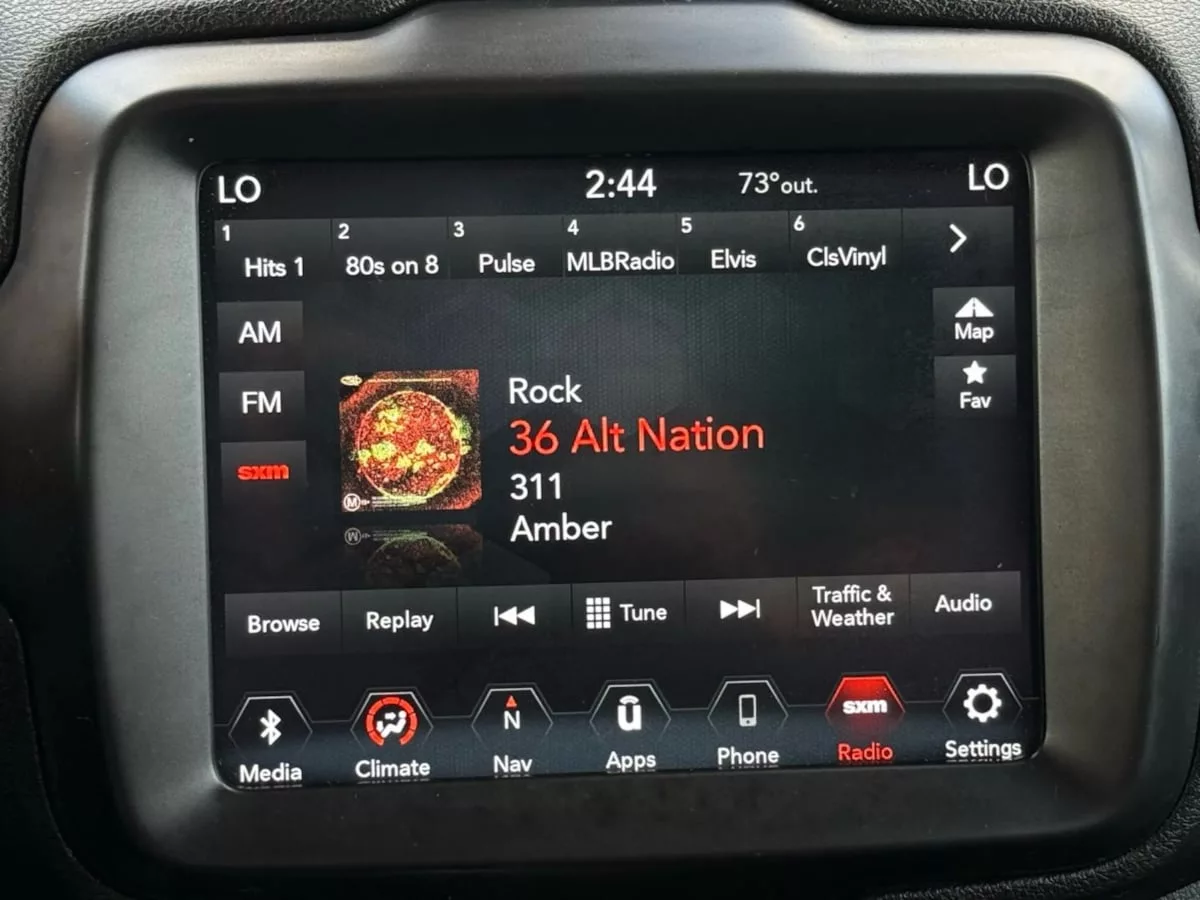 LO 2:44 73°out. LO
1 2 3 4 5 6
Hits 1 80s on 8 Pulse MLBRadio Elvis ClsVinyl
AM
Map
FM
Fav
sxm
Rock
36 Alt Nation
311
Amber
M
Browse Replay Tune Traffic &
Weather Audio
N
ū
sxm
Media Climate Nav Apps Phone Radio Settings